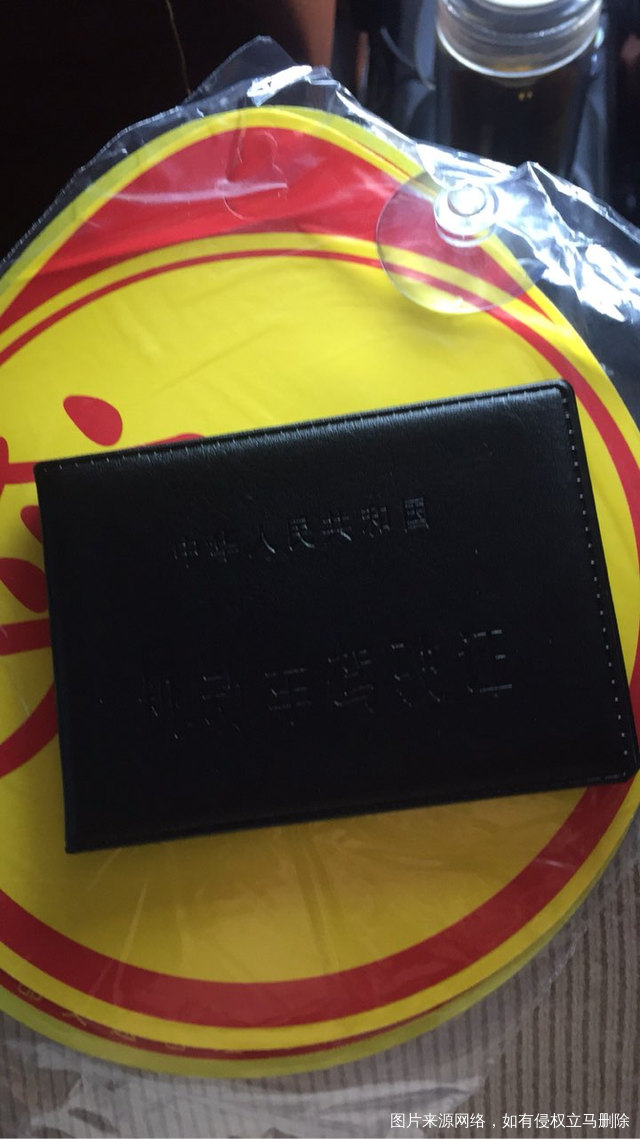 中华人民共和国
机动车驾驶证
图片来源网络，如有侵权立马删除